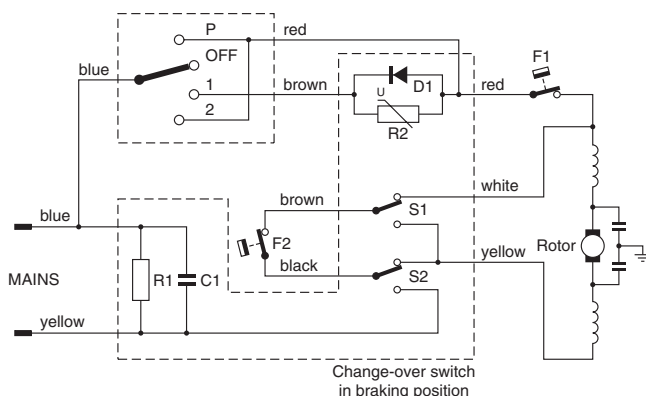 P
red
OFF
F1
blue
1
brown
D1
red
U
2
R2
white
brown
S1
blue
F2
yellow
Rotor
black
S2
MAINS
R1
C1
yellow
Change-over switch
in braking position